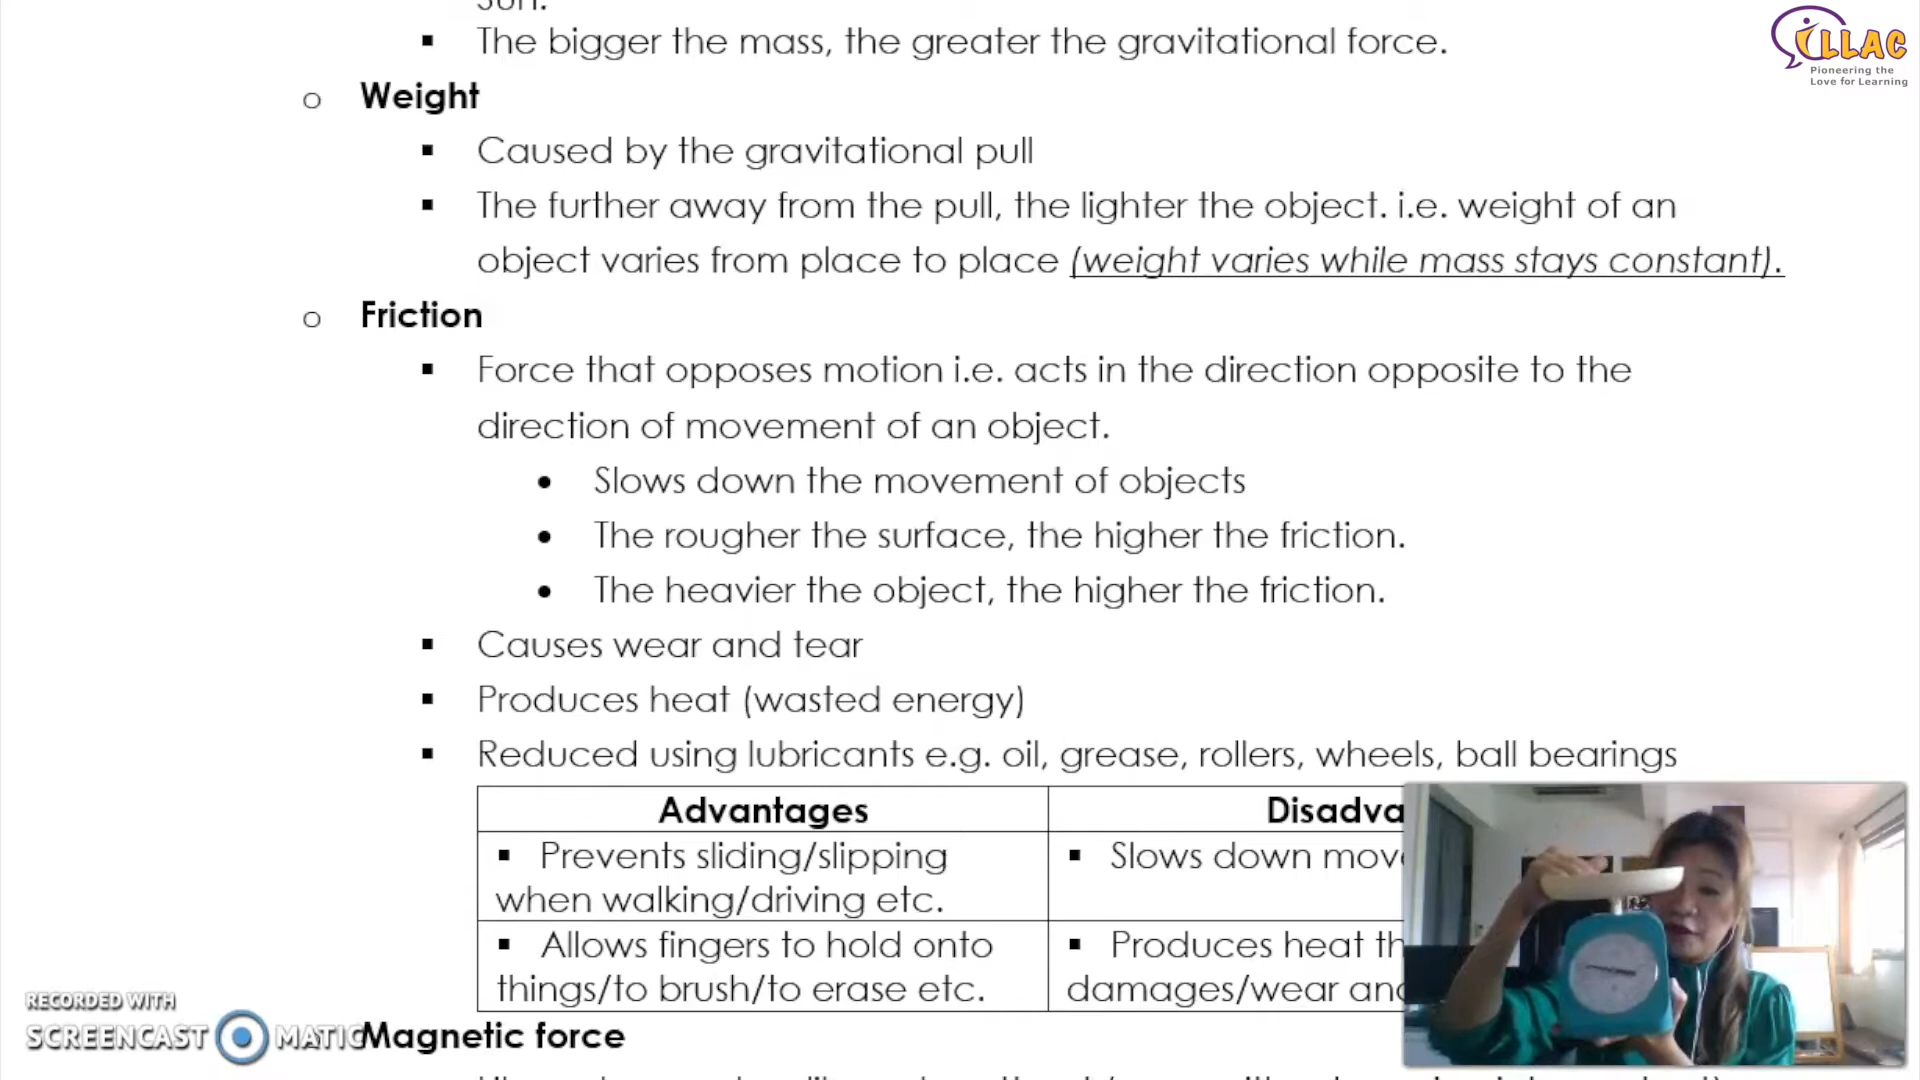 ▪ The bigger the mass, the greater the gravitational force.
iLLAC
Pioneering the
Love for Learning
o Weight
▪ Caused by the gravitational pull
▪ The further away from the pull, the lighter the object. i.e. weight of an
object varies from place to place (weight varies while mass stays constant).
o Friction
▪ Force that opposes motion i.e. acts in the direction opposite to the
direction of movement of an object.
• Slows down the movement of objects
• The rougher the surface, the higher the friction.
• The heavier the object, the higher the friction.
▪ Causes wear and tear
▪ Produces heat (wasted energy)
▪ Reduced using lubricants e.g. oil, grease, rollers, wheels, ball bearings
Advantages
Disadva
▪ Prevents sliding/slipping
when walking/driving etc.
▪ Slows down mov
▪ Allows fingers to hold onto
things/to brush/to erase etc.
▪ Produces heat th
damages/wear and
RECORDED WITH
SCREENCAST MATIC
Magnetic force